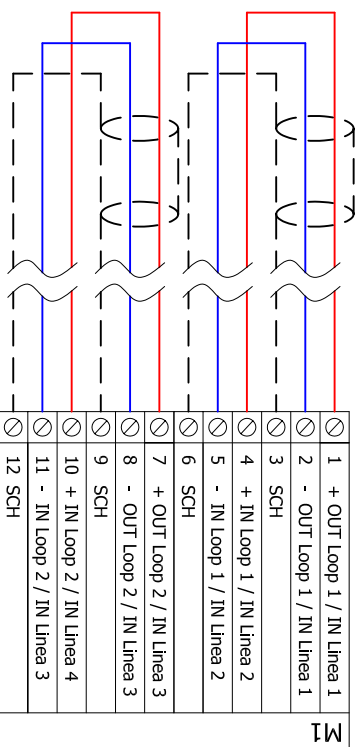 M1
1 + OUT Loop 1 / IN Linea 1
2 - OUT Loop 1 / IN Linea 1
3 SCH
4 + IN Loop 1 / IN Linea 2
5 - IN Loop 1 / IN Linea 2
6 SCH
7 + OUT Loop 2 / IN Linea 3
8 - OUT Loop 2 / IN Linea 3
9 SCH
10 + IN Loop 2 / IN Linea 4
11 - IN Loop 2 / IN Linea 3
12 SCH